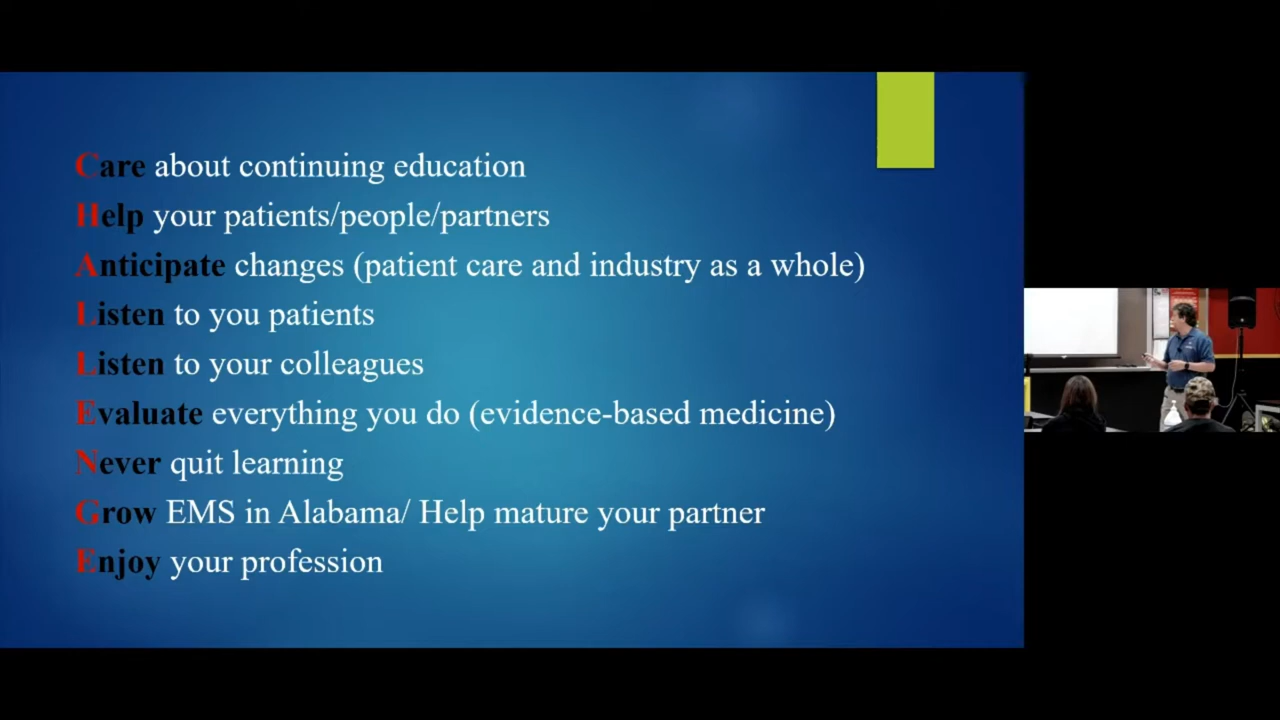 Care about continuing education
Help your patients/people/partners
Anticipate changes (patient care and industry as a whole)
Listen to you patients
Listen to your colleagues
Evaluate everything you do (evidence-based medicine)
Never quit learning
Grow EMS in Alabama/ Help mature your partner
Enjoy your profession